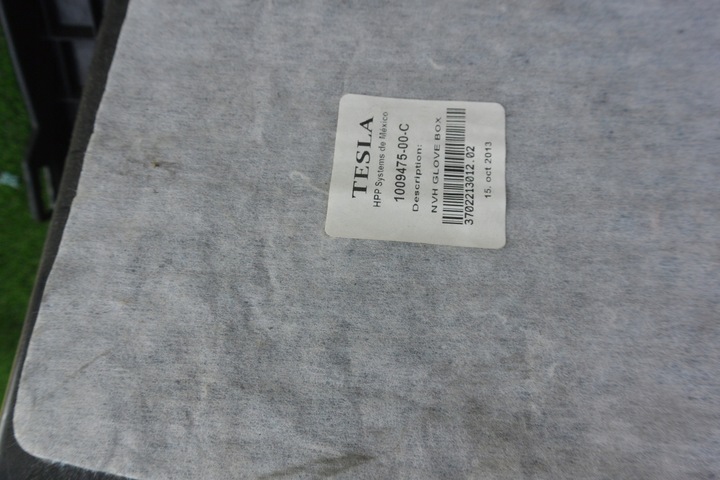 TESLA
HPP Systems de México
1009475-00-C
Description:
NVH GLOVE BOX
3702213012.02
15. oct 2013